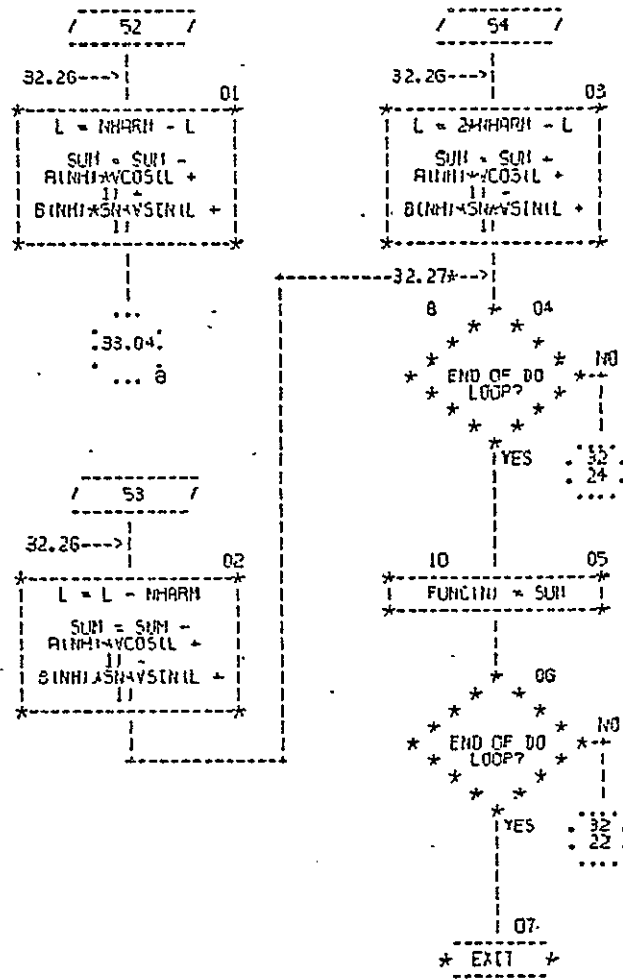 / 52 /
32.26--->
01
L = NHARM - L
SUM = SUM -
A(NH)*VCOS(L +
1) +
B(NH)*SN*VSIN(L +
1)
.33.04.
/ 53 /
32.26--->
02
L = L - NHARM
SUM = SUM -
A(NH)*VCOS(L +
1) -
B(NH)*SN*VSIN(L +
1)
/ 54 /
32.26--->
03
L = 2*NHARM - L
SUM = SUM +
A(NH)*VCOS(L +
1) -
B(NH)*SN*VSIN(L +
1)
32.27*-->
8 04
END OF DO
LOOP?
NO
YES
32
24
10 05
FUNC(N) = SUM
06
END OF DO
LOOP?
NO
YES
32
22
07
* EXIT *